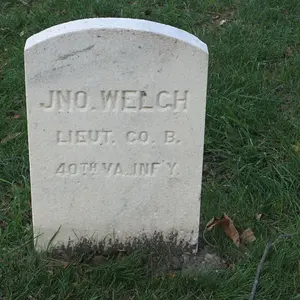 JNO. WELCH
LIEUT. CO. B.
40TH VA. INF'Y.